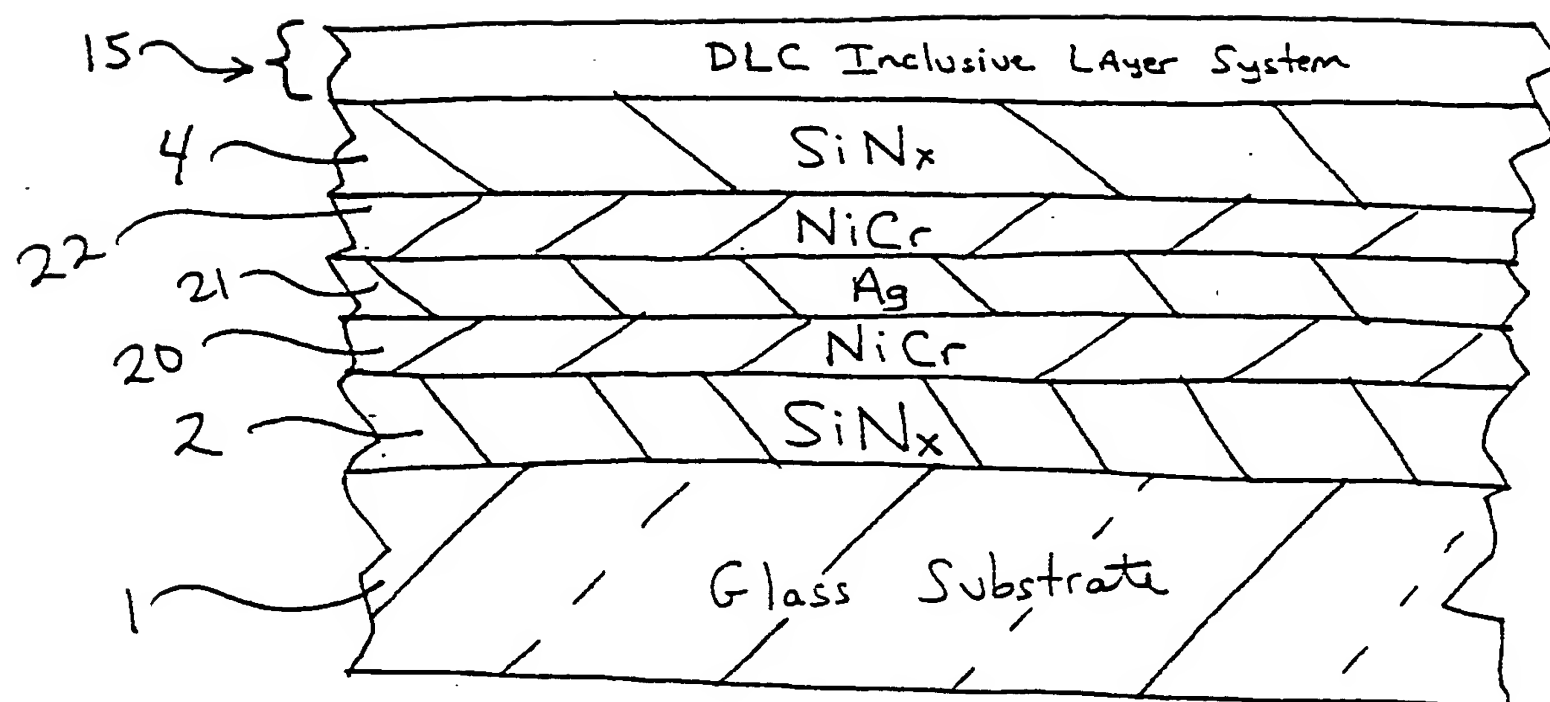 15 DLC Inclusive LAyer System
4 SiNx
22 NiCr
21 Ag
20 NiCr
2 SiNx
1 Glass Substrate